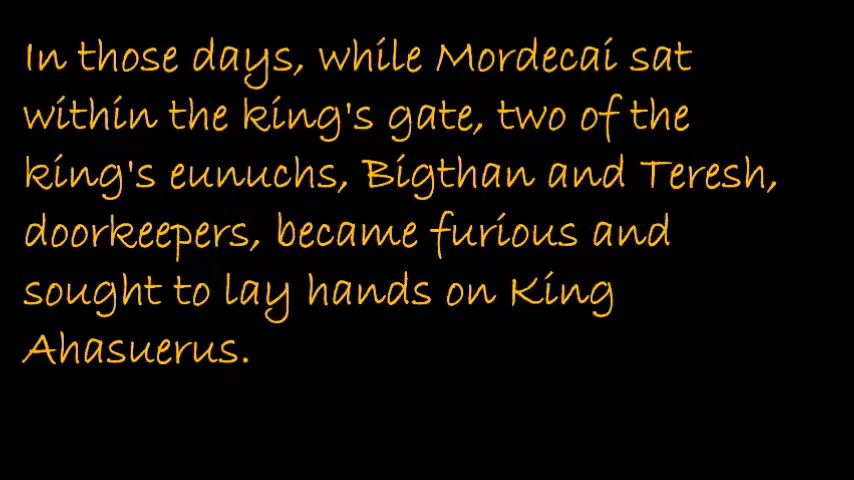 In those days, while Mordecai sat
within the king's gate, two of the
king's eunuchs, Bigthan and Teresh,
doorkeepers, became furious and
sought to lay hands on King
Ahasuerus.